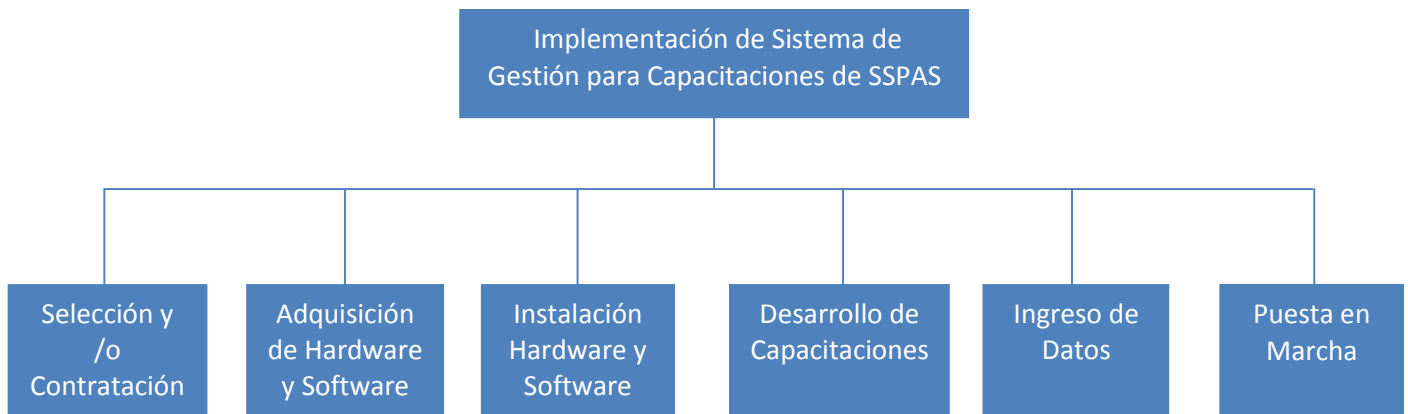 Implementación de Sistema de
Gestión para Capacitaciones de SSPAS
Selección y
/o
Contratación
Adquisición
de Hardware
y Software
Instalación
Hardware y
Software
Desarrollo de
Capacitaciones
Ingreso de
Datos
Puesta en
Marcha